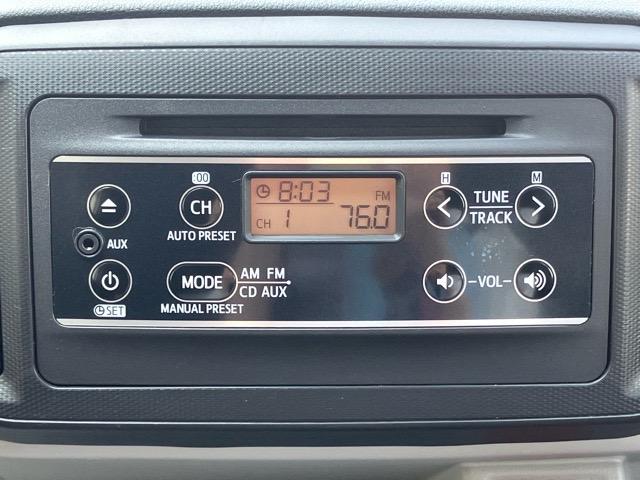 :00
H
M
8:03
FM
CH 1
76.0
CH
AUTO PRESET
TUNE
TRACK
AUX
MODE
AM FM
CD AUX
MANUAL PRESET
SET
-VOL-